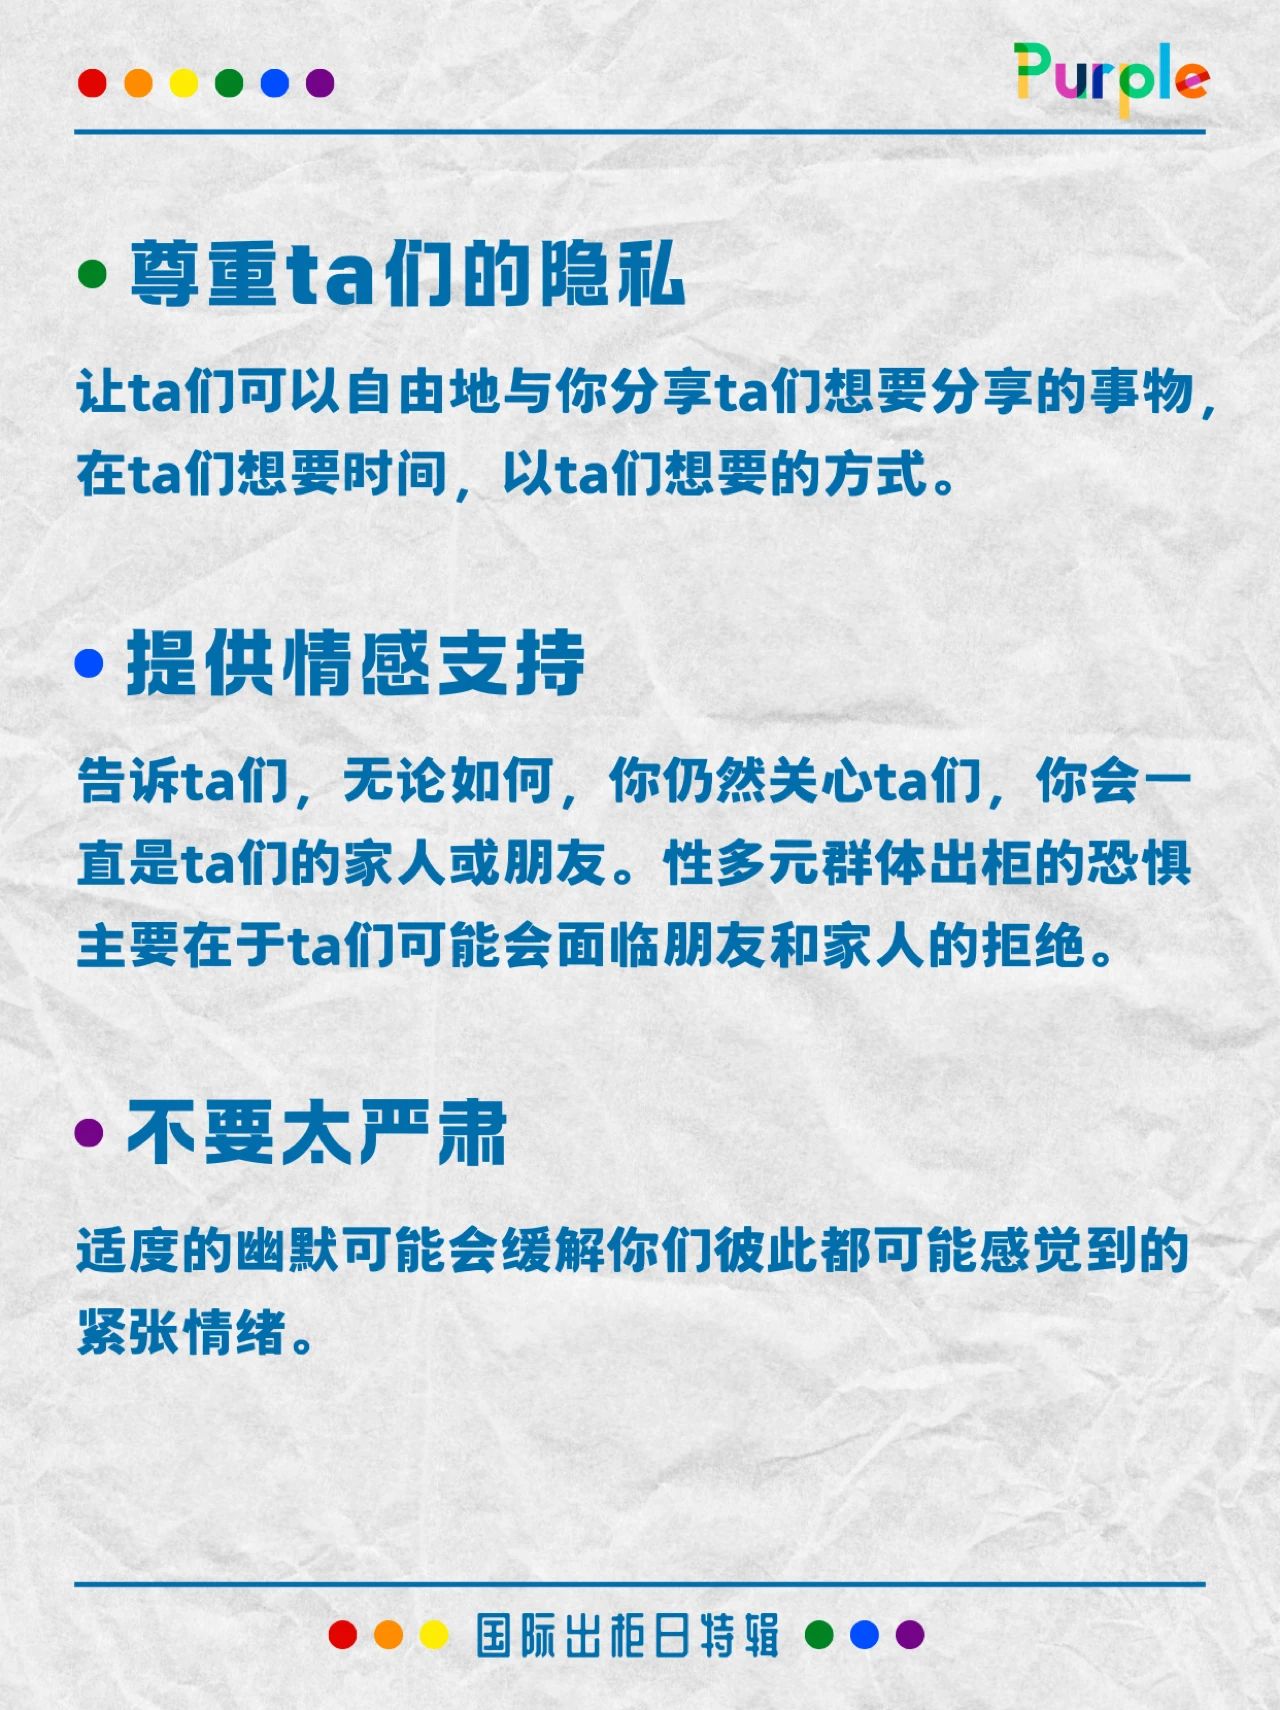 Purple
尊重ta们的隐私
让ta们可以自由地与你分享ta们想要分享的事物，
在ta们想要时间，以ta们想要的方式。
提供情感支持
告诉ta们，无论如何，你仍然关心ta们，你会一
直是ta们的家人或朋友。性多元群体出柜的恐惧
主要在于ta们可能会面临朋友和家人的拒绝。
不要太严肃
适度的幽默可能会缓解你们彼此都可能感觉到的
紧张情绪。
国际出柜日特辑